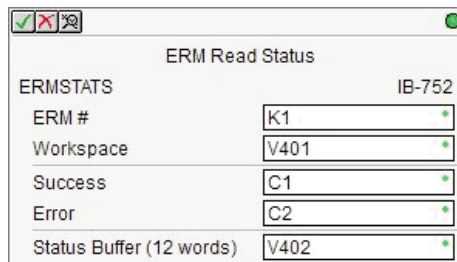 ERM Read Status
ERMSTATS IB-752
ERM # K1
Workspace V401
Success C1
Error C2
Status Buffer (12 words) V402